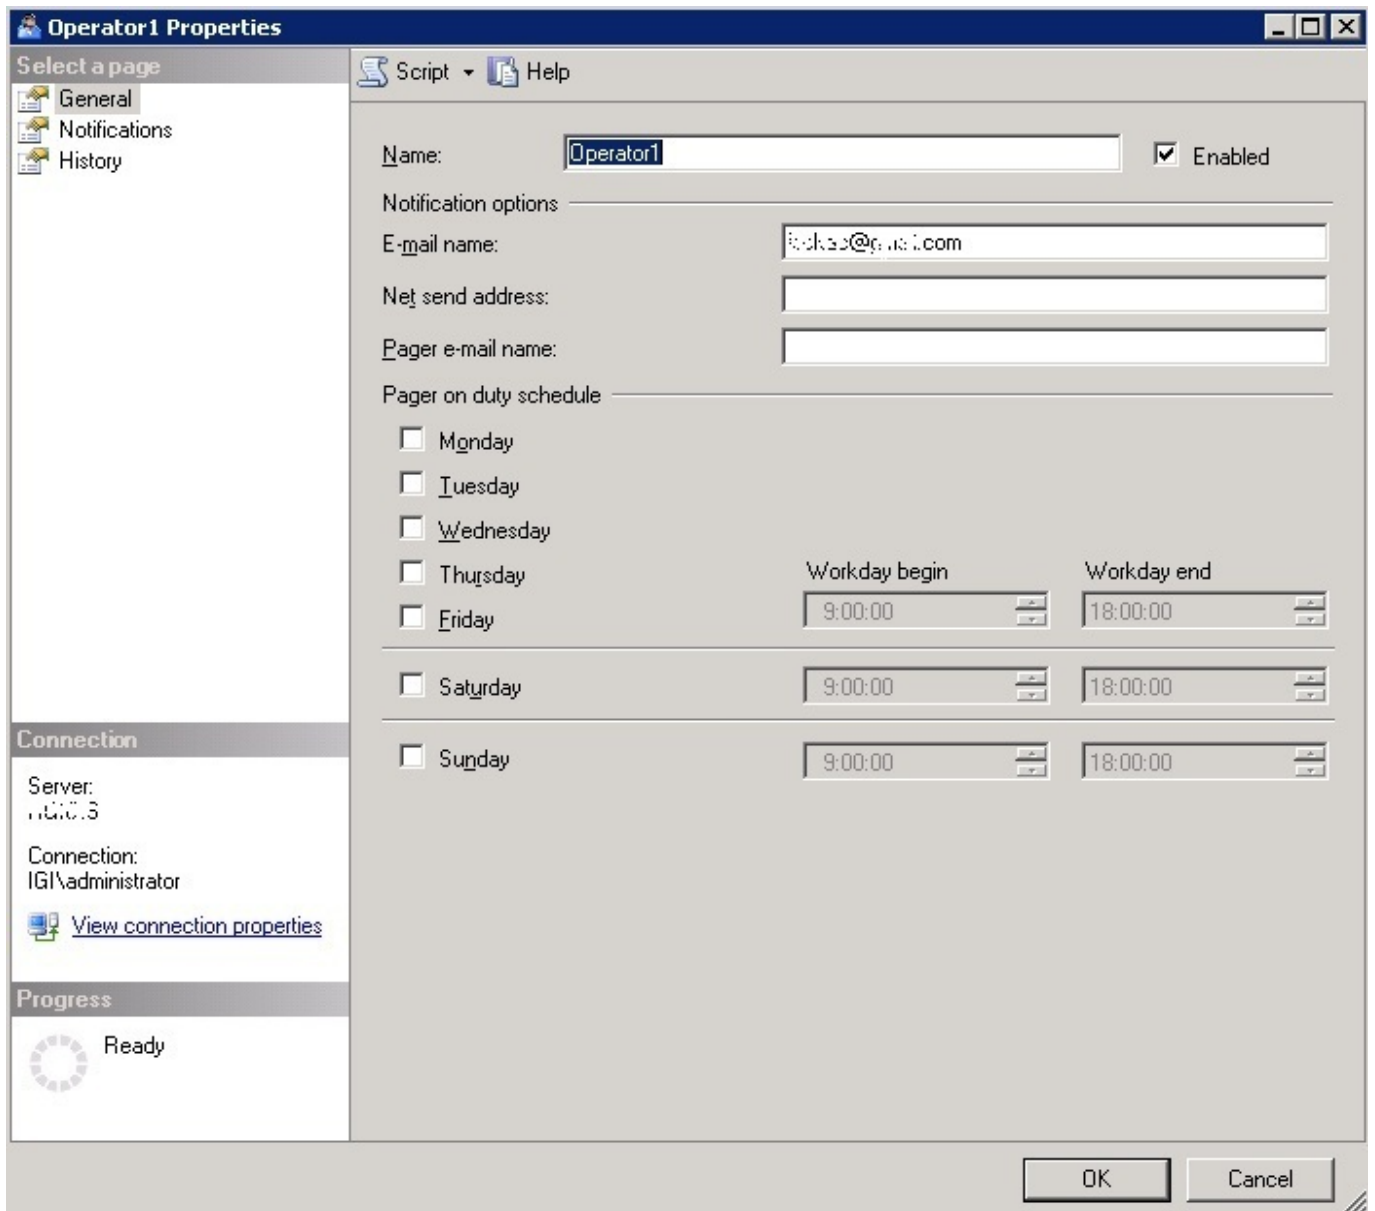 Operator1 Properties
Select a page
General
Notifications
History
Script
Help
Name:
Operator1
Enabled
Notification options
E-mail name:
Net send address:
Pager e-mail name:
Pager on duty schedule
Monday
Tuesday
Wednesday
Thursday
Friday
Workday begin
Workday end
9:00:00
18:00:00
Saturday
9:00:00
18:00:00
Sunday
9:00:00
18:00:00
Connection
Server:
Connection:
IGI\administrator
View connection properties
Progress
Ready
OK
Cancel